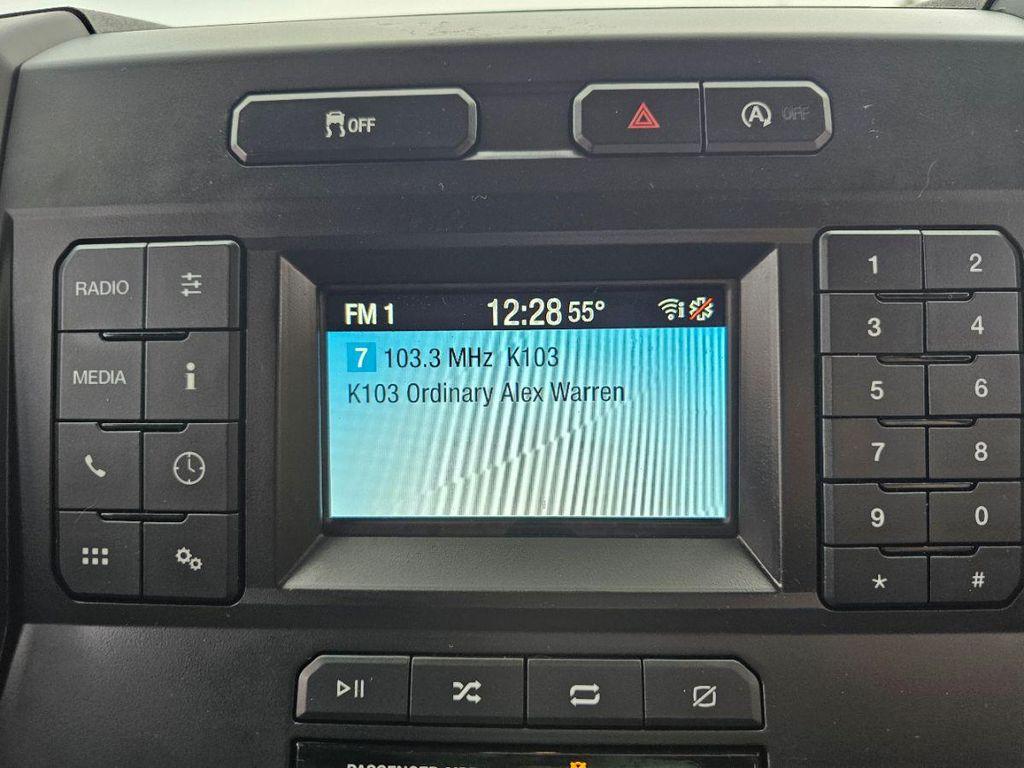 OFF
A OFF
RADIO
MEDIA
i
FM 1 12:28 55°
7 103.3 MHz K103
K103 Ordinary Alex Warren
1 2
3 4
5 6
7 8
9 0
* #
PASSENGER